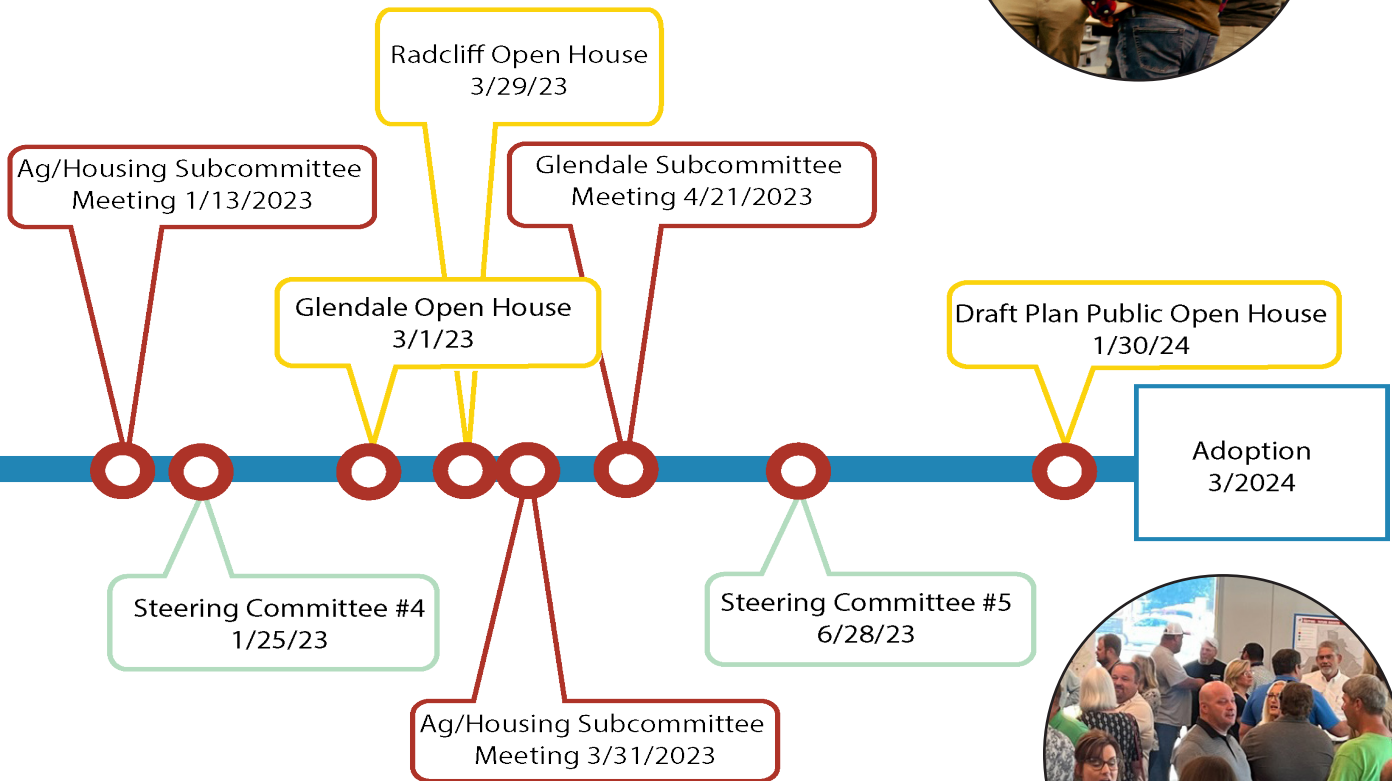 Radcliff Open House
3/29/23
Ag/Housing Subcommittee
Meeting 1/13/2023
Glendale Subcommittee
Meeting 4/21/2023
Glendale Open House
3/1/23
Draft Plan Public Open House
1/30/24
Adoption
3/2024
Steering Committee #4
1/25/23
Steering Committee #5
6/28/23
Ag/Housing Subcommittee
Meeting 3/31/2023